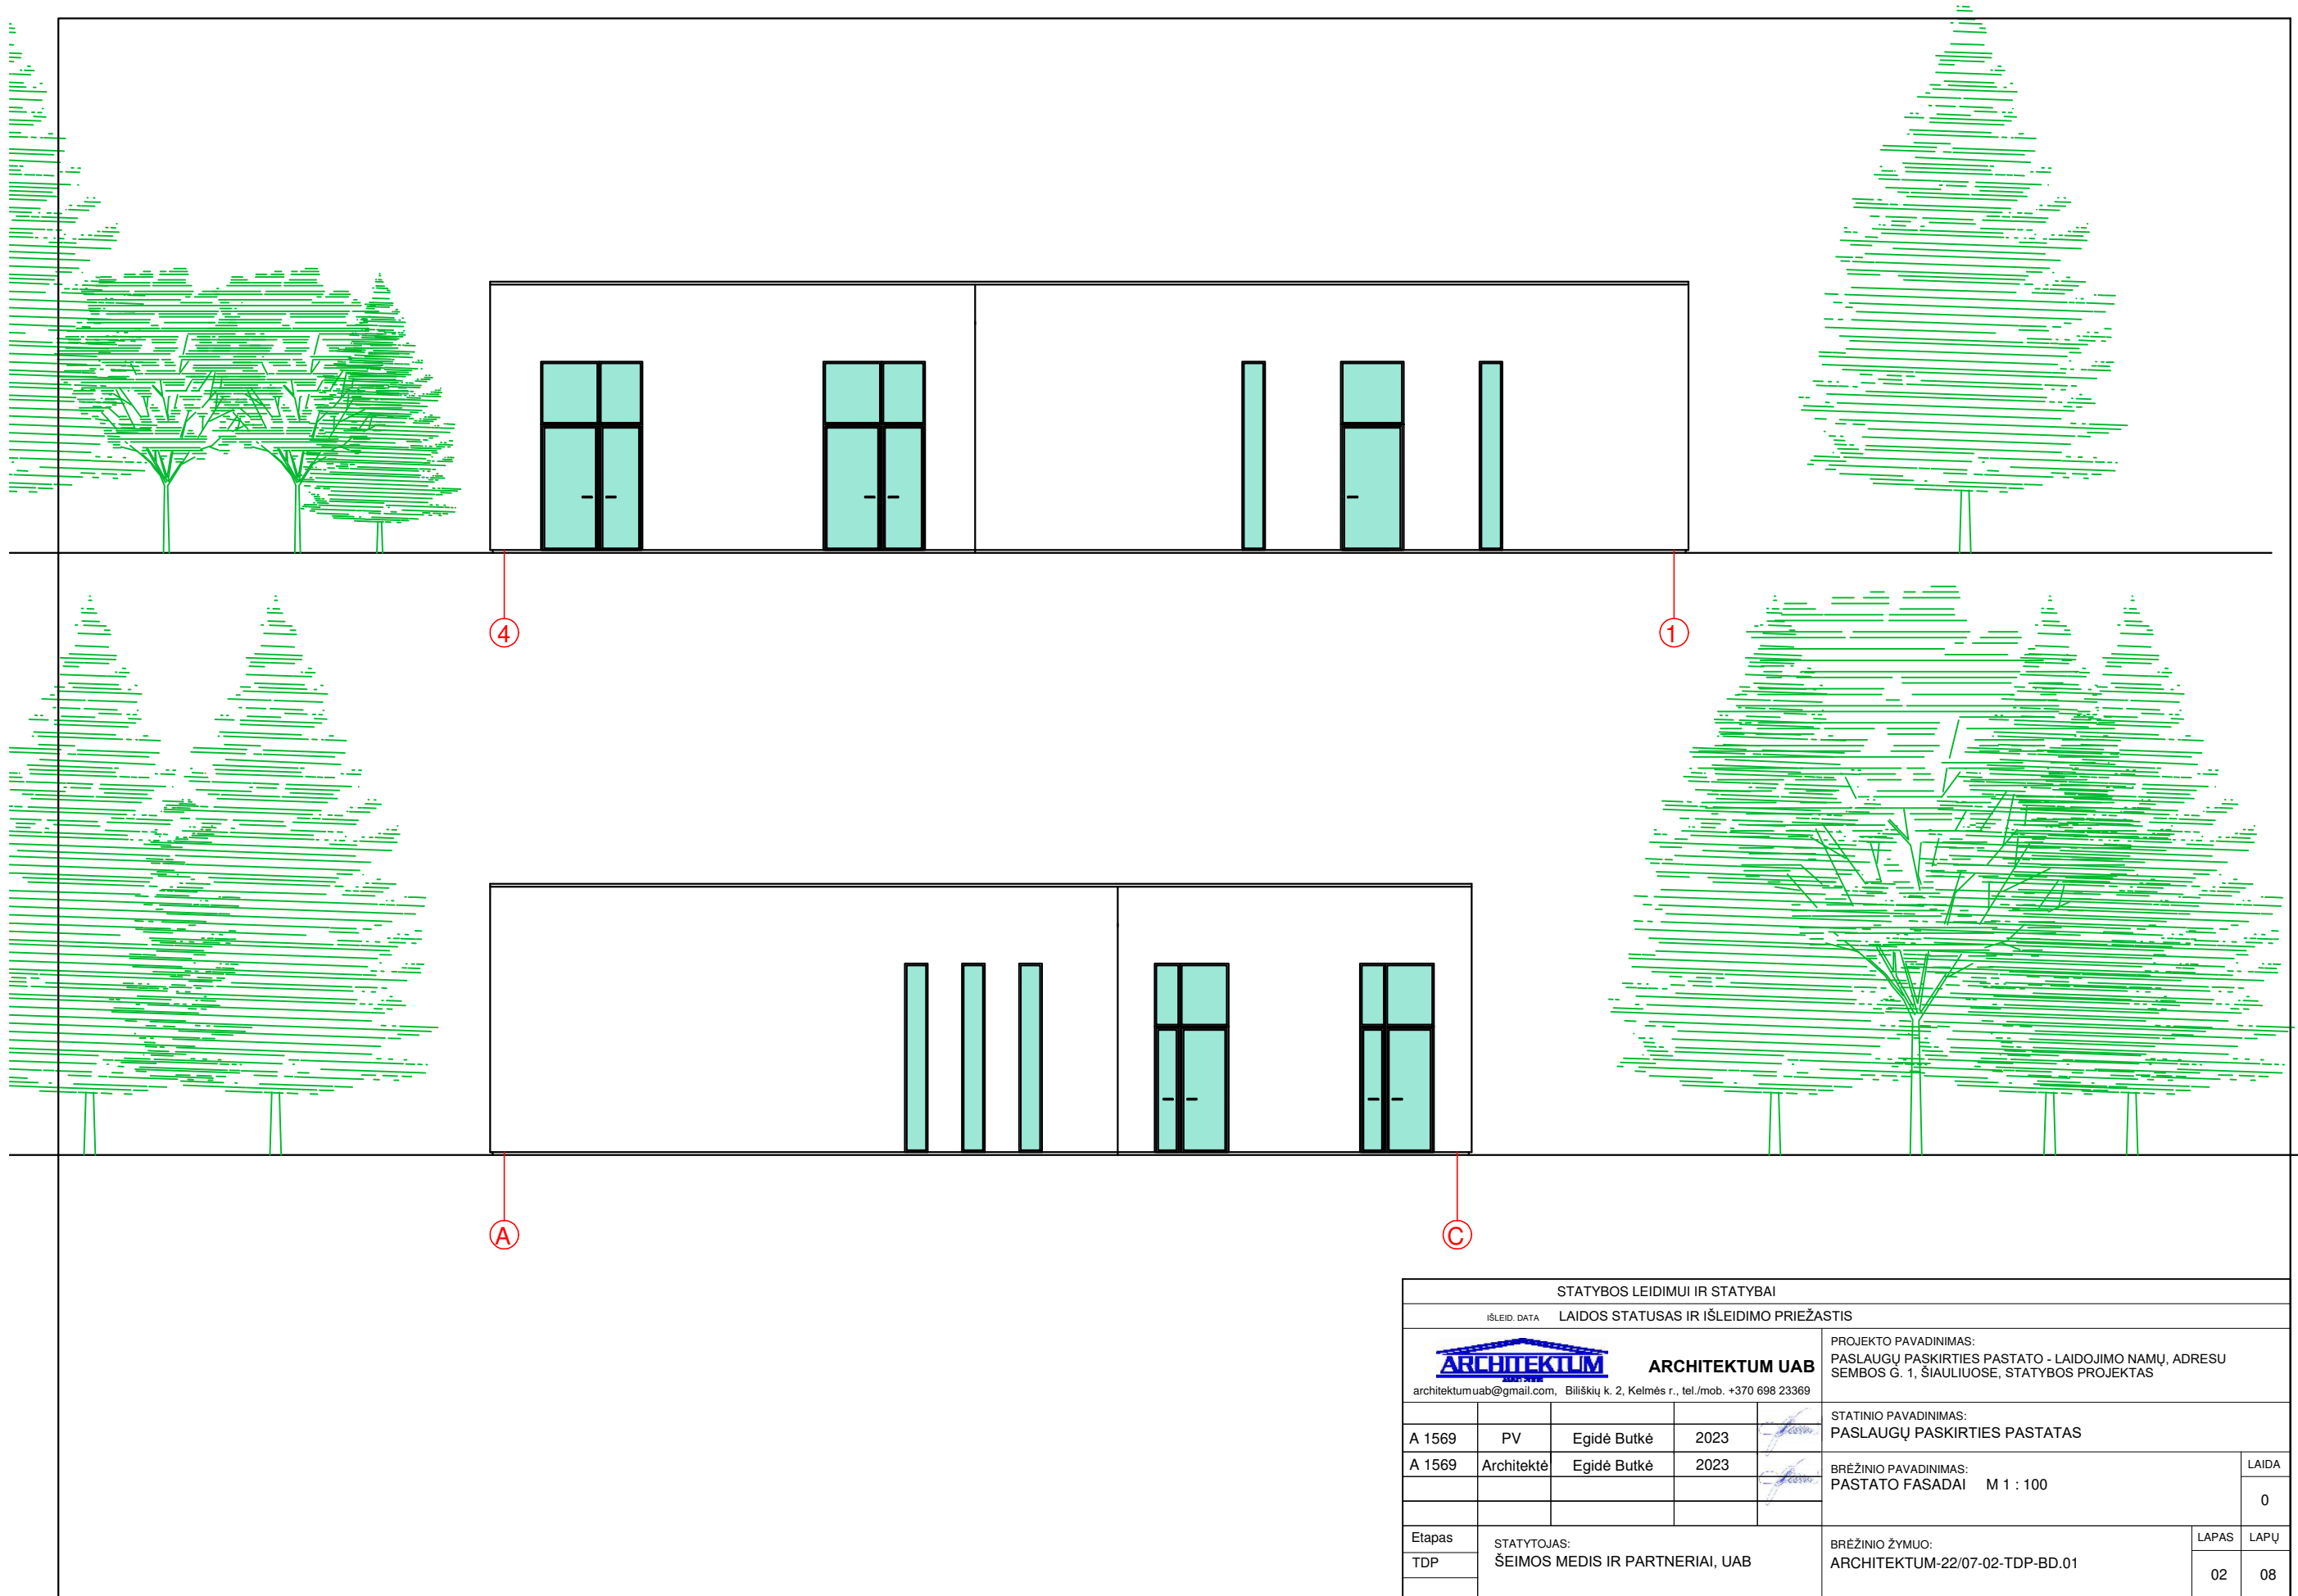 4
1
A
C
STATYBOS LEIDIMUI IR STATYBAI
IŠLEID. DATA LAIDOS STATUSAS IR IŠLEIDIMO PRIEŽASTIS
ARCHITEKTUM
ARCHITEKTUM UAB
architektumuab@gmail.com, Biliškių k. 2, Kelmės r., tel./mob. +370 698 23369
PROJEKTO PAVADINIMAS:
PASLAUGŲ PASKIRTIES PASTATO - LAIDOJIMO NAMŲ, ADRESU
SEMBOS G. 1, ŠIAULIUOSE, STATYBOS PROJEKTAS
STATINIO PAVADINIMAS:
PASLAUGŲ PASKIRTIES PASTATAS
A 1569 PV Egidė Butkė 2023
A 1569 Architektė Egidė Butkė 2023
BRĖŽINIO PAVADINIMAS:
PASTATO FASADAI M 1 : 100
LAIDA
0
Etapas
TDP
STATYTOJAS:
ŠEIMOS MEDIS IR PARTNERIAI, UAB
BRĖŽINIO ŽYMUO:
ARCHITEKTUM-22/07-02-TDP-BD.01
LAPAS LAPŲ
02 08